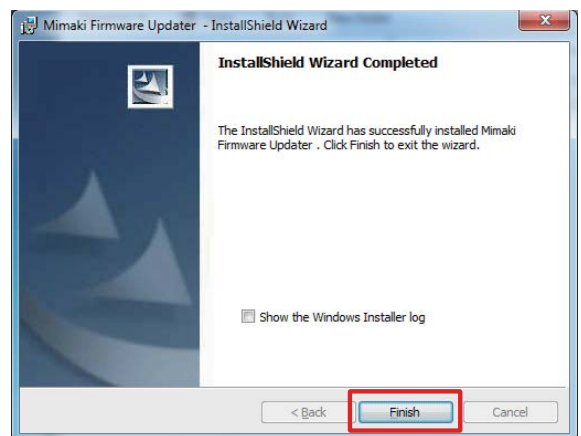 Mimaki Firmware Updater - InstallShield Wizard
InstallShield Wizard Completed
The InstallShield Wizard has successfully installed Mimaki
Firmware Updater . Click Finish to exit the wizard.
Show the Windows Installer log
< Back
Finish
Cancel